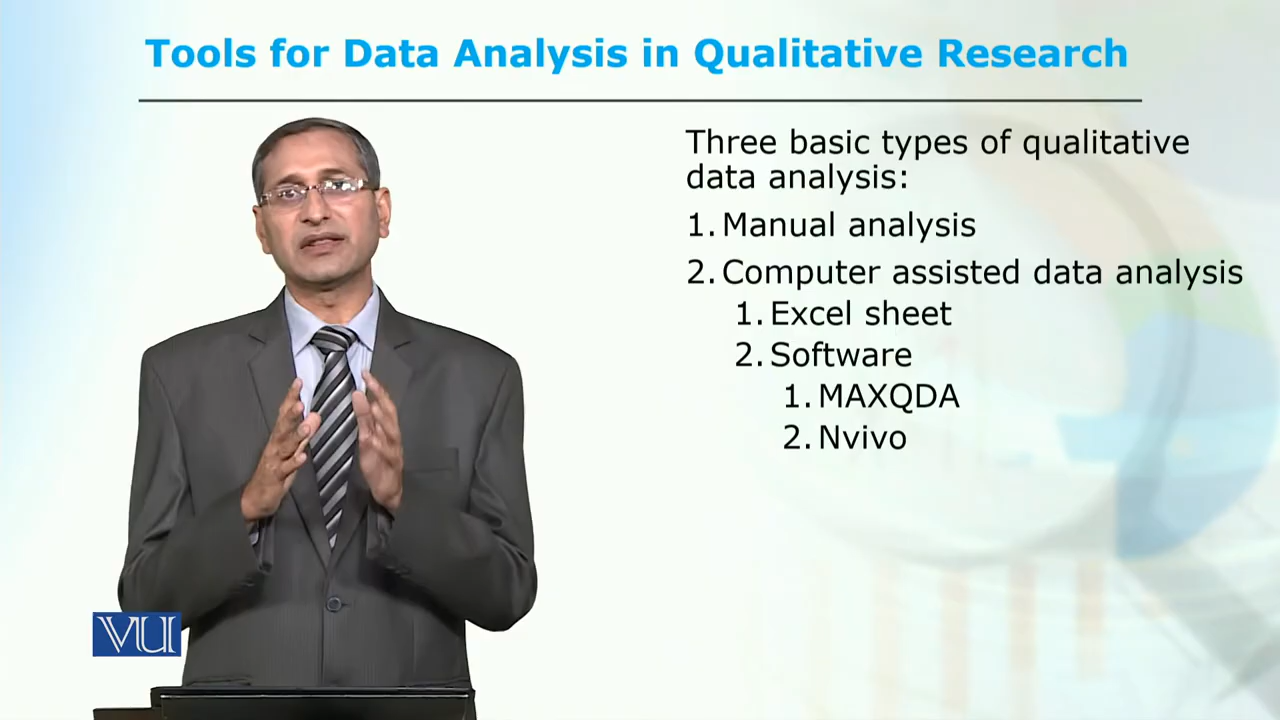 Tools for Data Analysis in Qualitative Research
Three basic types of qualitative
data analysis:
1. Manual analysis
2. Computer assisted data analysis
1. Excel sheet
2. Software
1. MAXQDA
2. Nvivo
VU